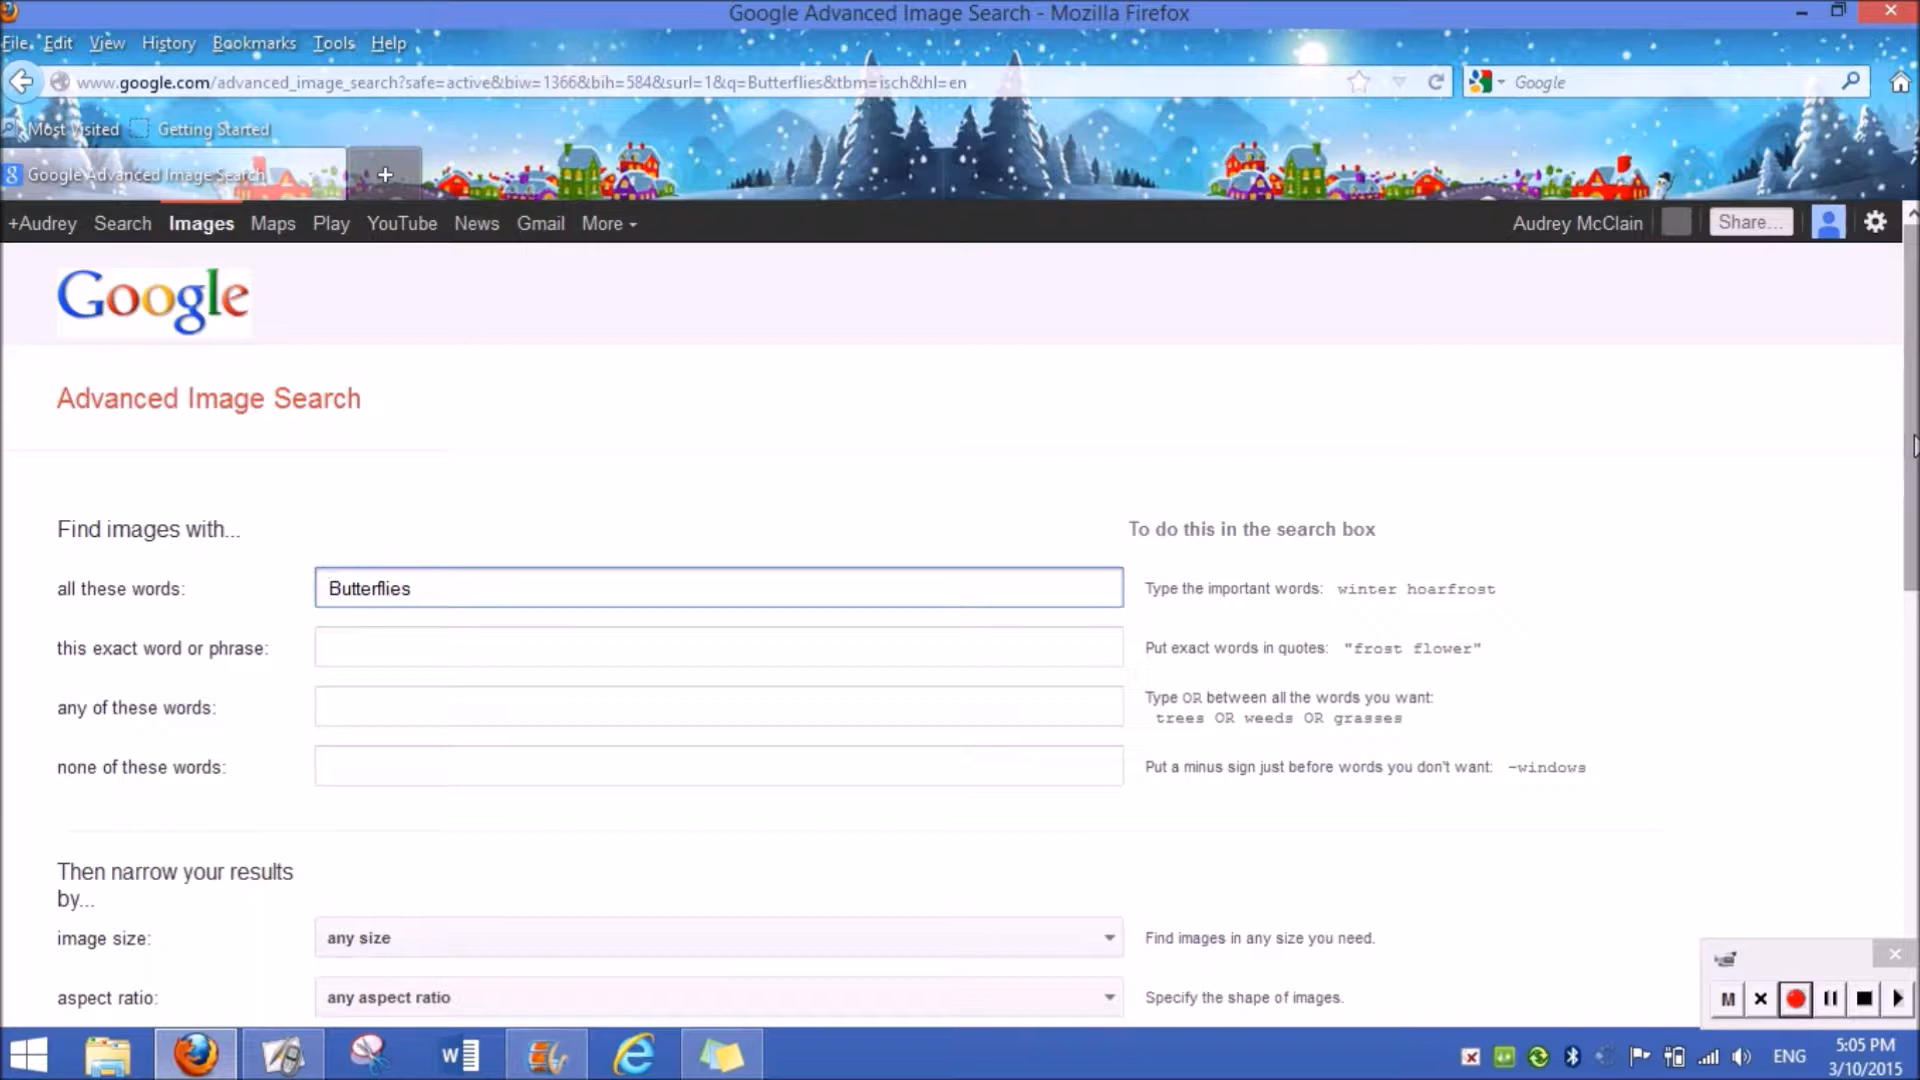 Google Advanced Image Search - Mozilla Firefox
File Edit View History Bookmarks Tools Help
www.google.com/advanced_image_search?safe=active&biw=1366&bih=584&surl=1&q=Butterflies&tbm=isch&hl=en
Google
Most Visited Getting Started
8 Google Advanced Image Search +
+Audrey Search Images Maps Play YouTube News Gmail More Audrey McClain Share...
Google
Advanced Image Search
Find images with... To do this in the search box
all these words: Butterflies Type the important words: winter hoarfrost
this exact word or phrase: Put exact words in quotes: "frost flower"
any of these words: Type OR between all the words you want:
trees OR weeds OR grasses
none of these words: Put a minus sign just before words you don't want: -windows
Then narrow your results
by...
image size: any size Find images in any size you need.
aspect ratio: any aspect ratio Specify the shape of images.
M
W ENG 5:05 PM
3/10/2015